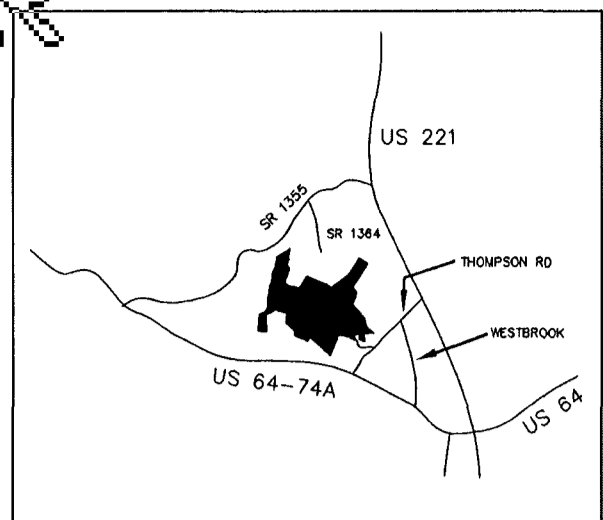 US 221
SR 1355
SR 1364
THOMPSON RD
WESTBROOK
US 64-74A
US 64